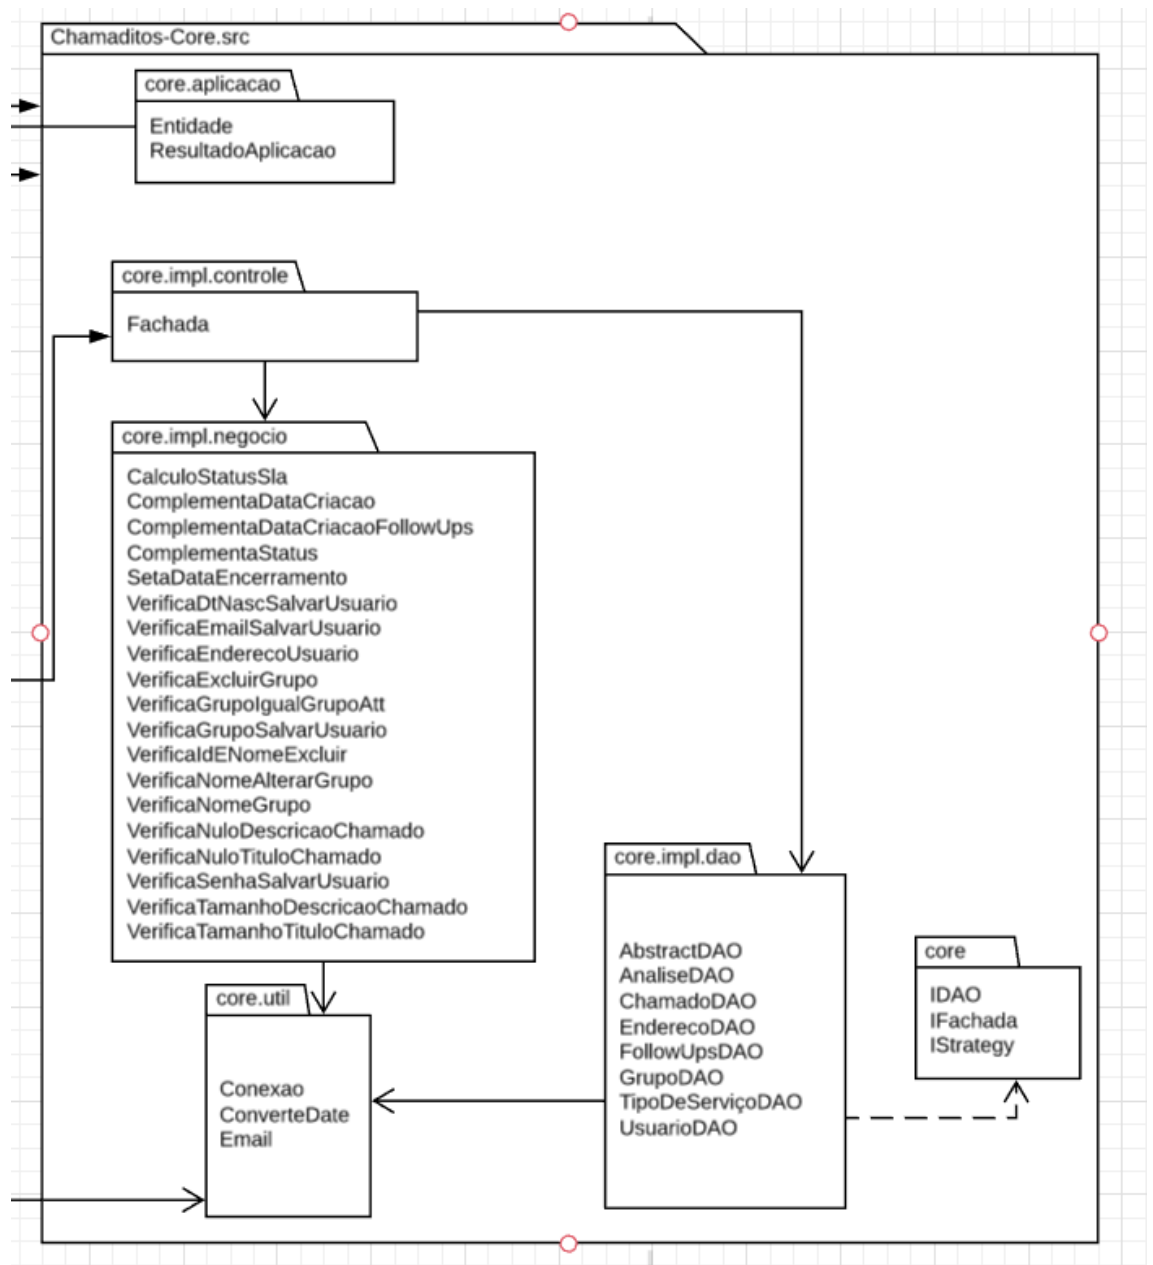 Chamaditos-Core.src
core.aplicacao
Entidade
ResultadoAplicacao
core.impl.controle
Fachada
core.impl.negocio
CalculoStatusSla
ComplementaDataCriacao
ComplementaDataCriacaoFollowUps
ComplementaStatus
SetaDataEncerramento
VerificaDtNascSalvarUsuario
VerificaEmailSalvarUsuario
VerificaEnderecoUsuario
VerificaExcluirGrupo
VerificaGrupoIgualGrupoAtt
VerificaGrupoSalvarUsuario
VerificaIdENomeExcluir
VerificaNomeAlterarGrupo
VerificaNomeGrupo
VerificaNuloDescricaoChamado
VerificaNuloTituloChamado
VerificaSenhaSalvarUsuario
VerificaTamanhoDescricaoChamado
VerificaTamanhoTituloChamado
core.impl.dao
AbstractDAO
AnaliseDAO
ChamadoDAO
EnderecoDAO
FollowUpsDAO
GrupoDAO
TipoDeServiçoDAO
UsuarioDAO
core
IDAO
IFachada
IStrategy
core.util
Conexao
ConverteDate
Email